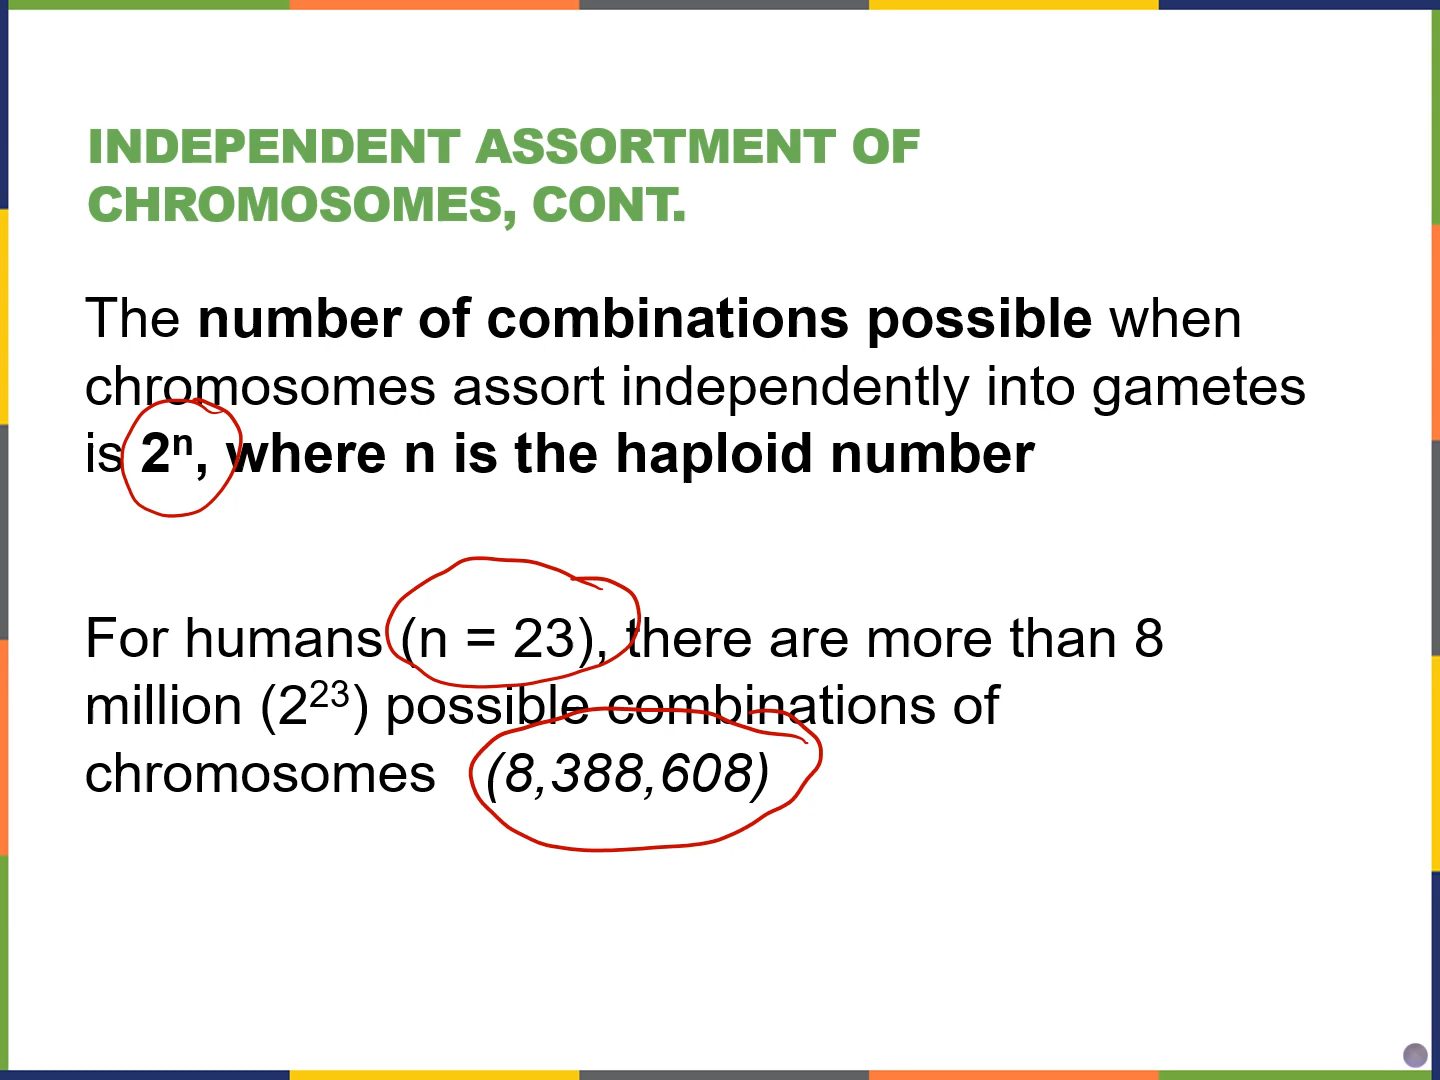 INDEPENDENT ASSORTMENT OF
CHROMOSOMES, CONT.
The number of combinations possible when
chromosomes assort independently into gametes
is 2ⁿ, where n is the haploid number
For humans (n = 23), there are more than 8
million (2²³) possible combinations of
chromosomes (8,388,608)